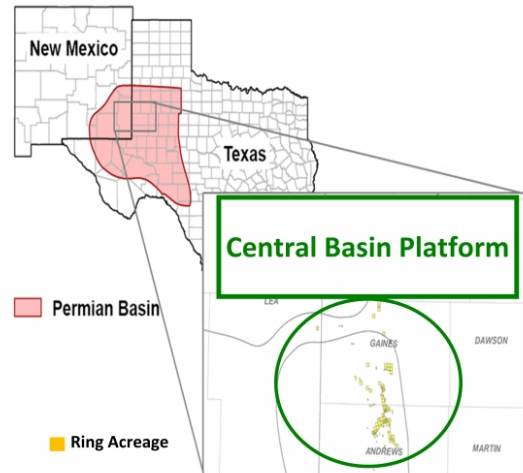 New Mexico
Texas
Central Basin Platform
LEA
Permian Basin
GAINES
DAWSON
Ring Acreage
ANDREWS
MARTIN